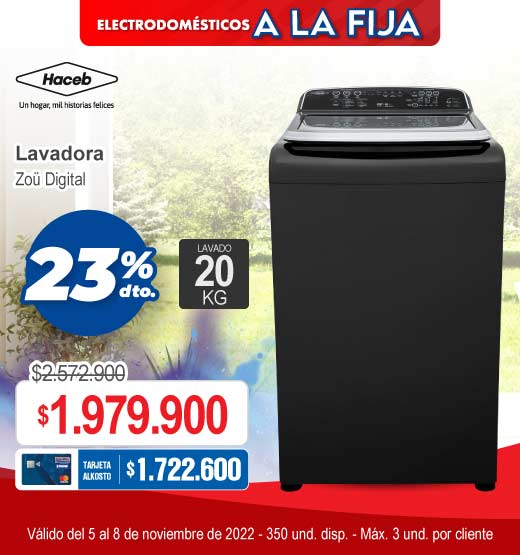 ELECTRODOMÉSTICOS A LA FIJA
Haceb
Un hogar, mil historias felices
Lavadora
Zoü Digital
23% dto.
LAVADO
20
KG
$2.572.900
$1.979.900
TARJETA
ALKOSTO
$1.722.600
Válido del 5 al 8 de noviembre de 2022 - 350 und. disp. - Máx. 3 und. por cliente